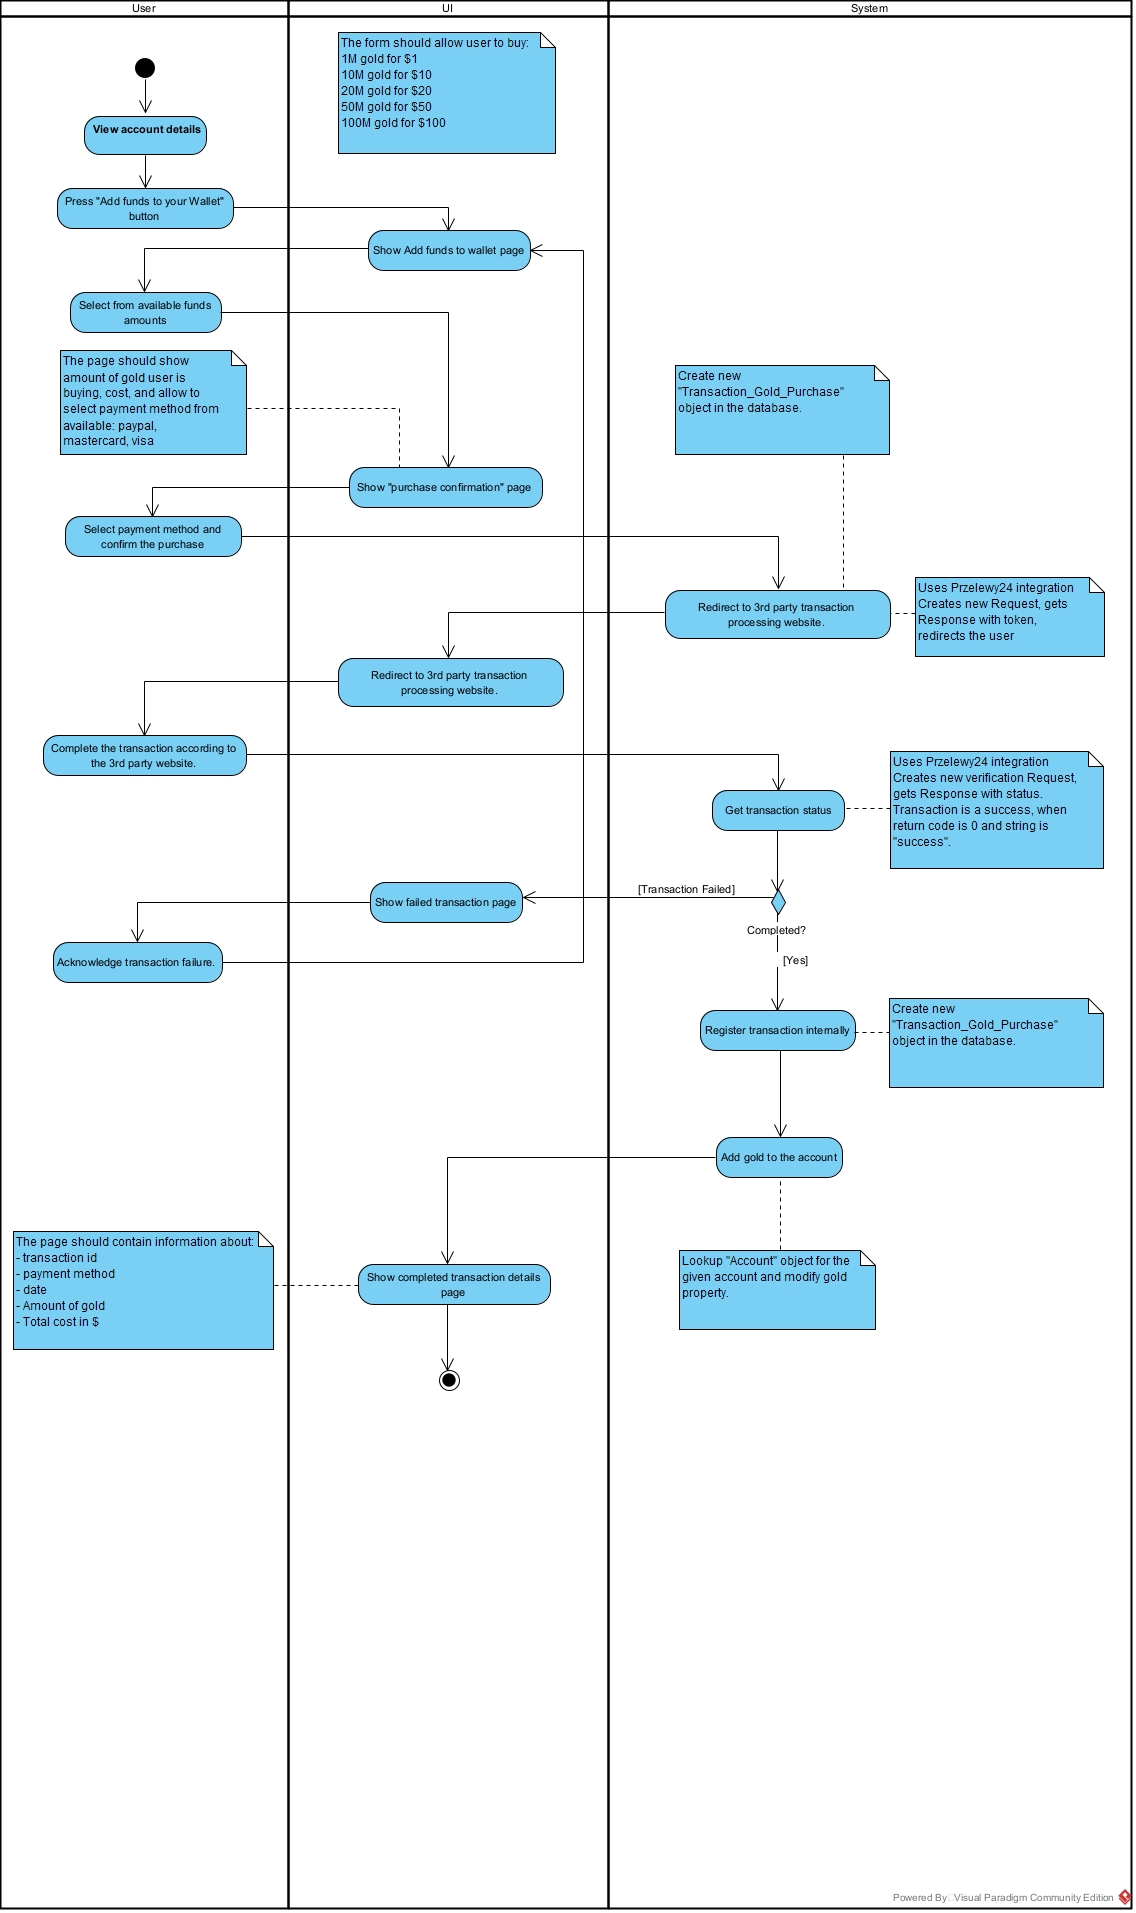 User
UI
System
The form should allow user to buy:
1M gold for $1
10M gold for $10
20M gold for $20
50M gold for $50
100M gold for $100
View account details
Press "Add funds to your Wallet"
button
Show Add funds to wallet page
Select from available funds
amounts
The page should show
amount of gold user is
buying, cost, and allow to
select payment method from
available: paypal,
mastercard, visa
Create new
"Transaction_Gold_Purchase"
object in the database.
Show "purchase confirmation" page
Select payment method and
confirm the purchase
Redirect to 3rd party transaction
processing website.
Uses Przelewy24 integration
Creates new Request, gets
Response with token,
redirects the user
Redirect to 3rd party transaction
processing website.
Complete the transaction according to
the 3rd party website.
Get transaction status
Uses Przelewy24 integration
Creates new verification Request,
gets Response with status.
Transaction is a success, when
return code is 0 and string is
"success".
[Transaction Failed]
Show failed transaction page
Completed?
Acknowledge transaction failure.
[Yes]
Register transaction internally
Create new
"Transaction_Gold_Purchase"
object in the database.
Add gold to the account
The page should contain information about:
- transaction id
- payment method
- date
- Amount of gold
- Total cost in $
Show completed transaction details
page
Lookup "Account" object for the
given account and modify gold
property.
Powered By Visual Paradigm Community Edition